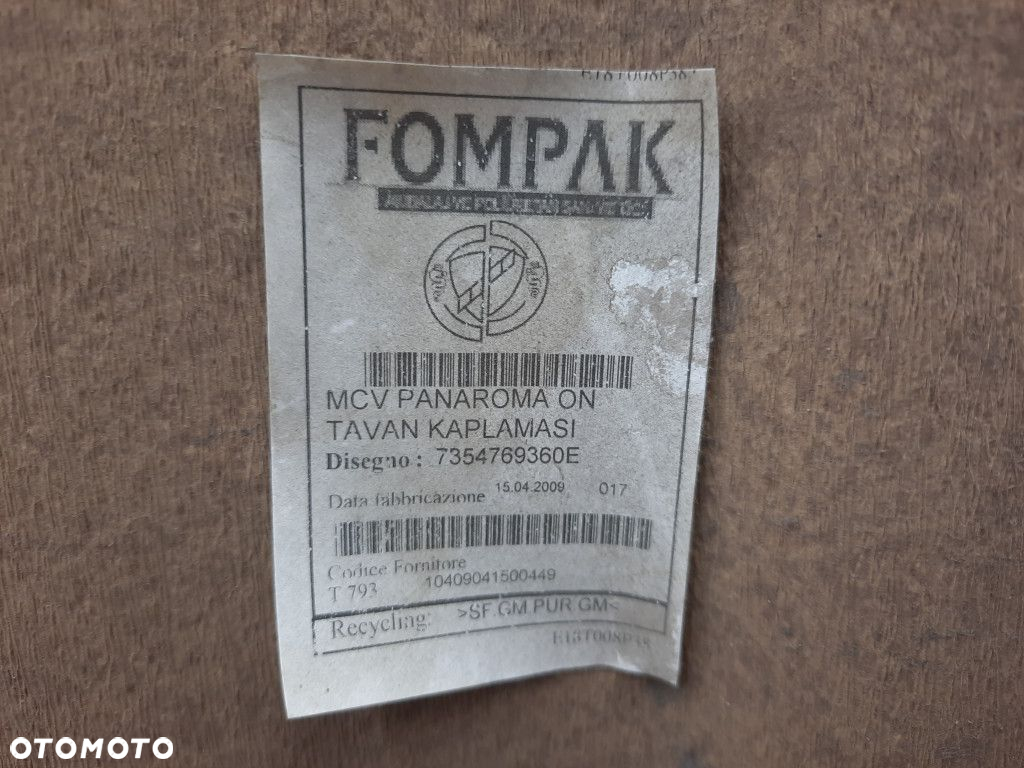 FOMPAK
MCV PANAROMA ON
TAVAN KAPLAMASI
Disegno : 7354769360E
Data fabbricazione 15.04.2009 017
Codice Fornitore
T 793 10409041500449
Recycling: >SF.GM.PUR.GM<
OTOMOTO